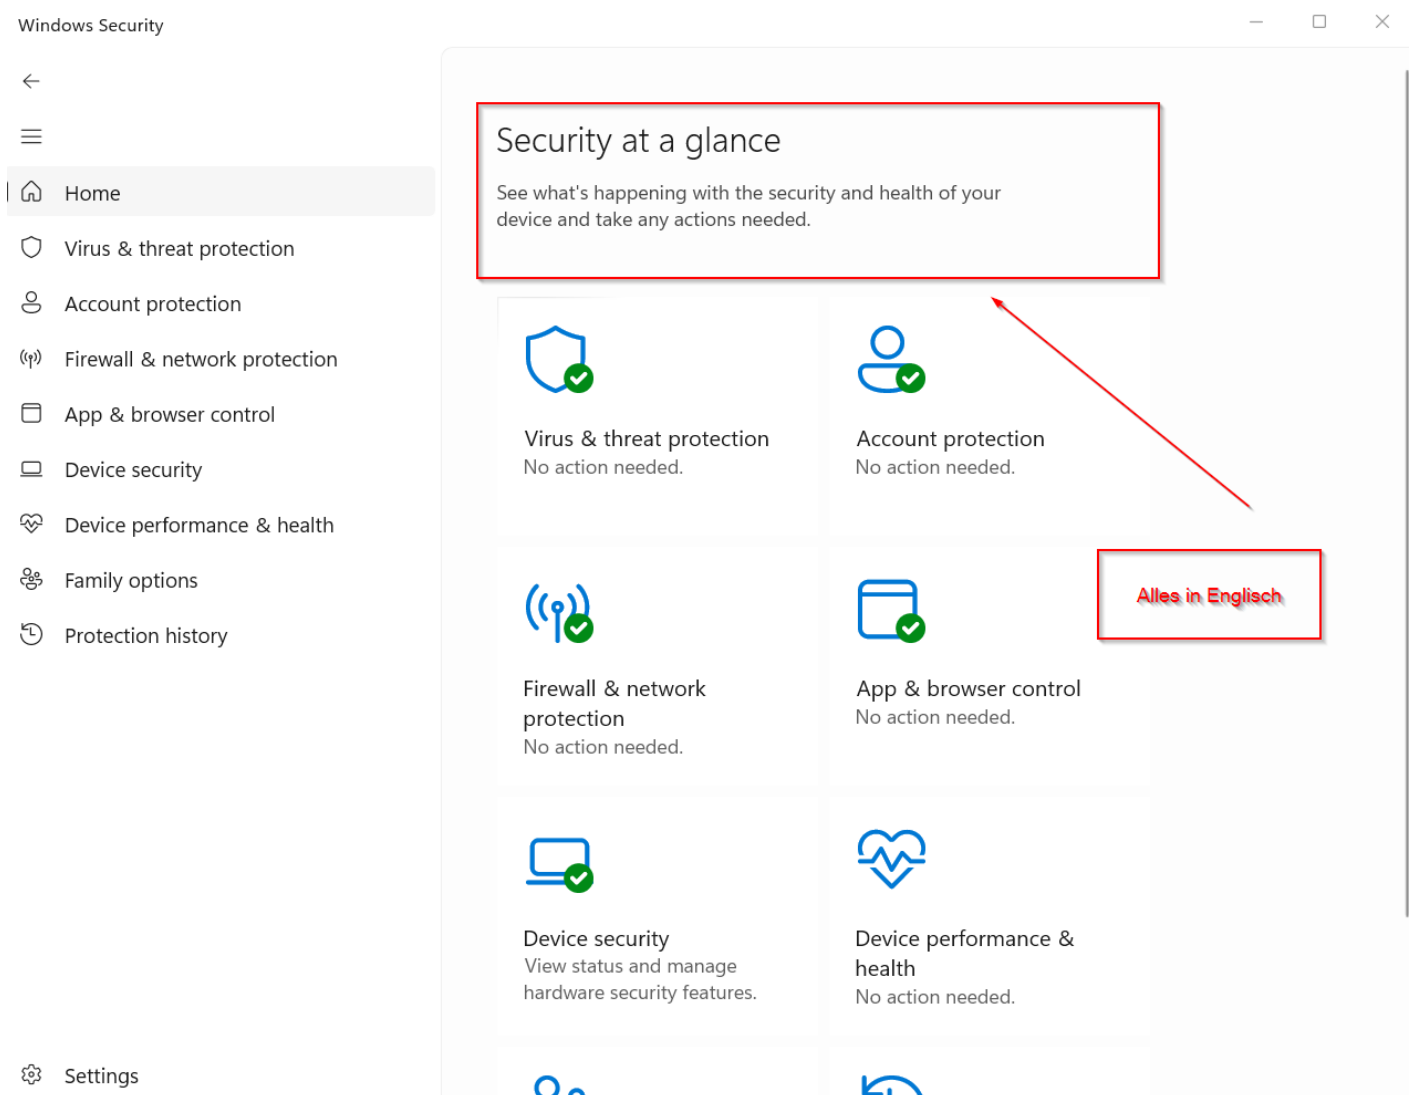 Windows Security
Home
Virus & threat protection
Account protection
Firewall & network protection
App & browser control
Device security
Device performance & health
Family options
Protection history
Settings
Security at a glance
See what's happening with the security and health of your
device and take any actions needed.
Virus & threat protection
No action needed.
Account protection
No action needed.
Alles in Englisch
Firewall & network
protection
No action needed.
App & browser control
No action needed.
Device security
View status and manage
hardware security features.
Device performance &
health
No action needed.